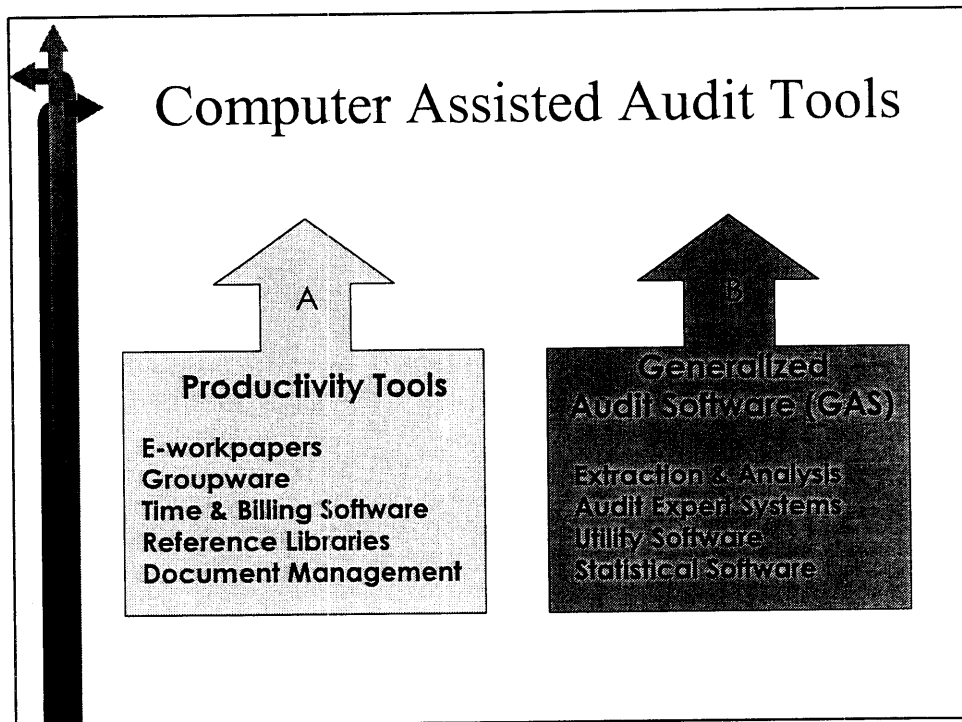 Computer Assisted Audit Tools
A
Productivity Tools
E-workpapers
Groupware
Time & Billing Software
Reference Libraries
Document Management
B
Generalized
Audit Software (GAS)
Extraction & Analysis
Audit Expert Systems
Utility Software
Statistical Software